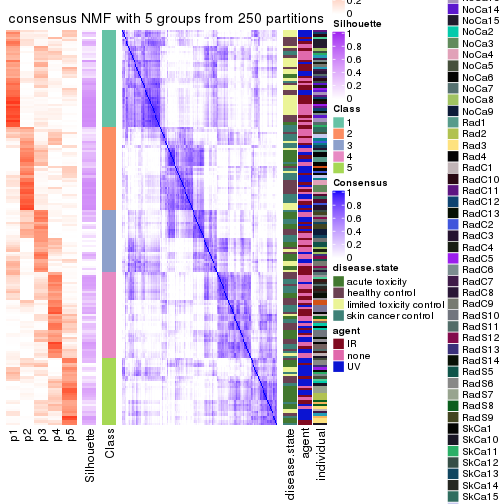 consensus NMF with 5 groups from 250 partitions
0.2
0
Silhouette
1
0.8
0.6
0.4
0.2
0
Class
1
2
3
4
5
Consensus
1
0.8
0.6
0.4
0.2
0
disease.state
acute toxicity
healthy control
limited toxicity control
skin cancer control
agent
IR
none
UV
p1
p2
p3
p4
p5
Silhouette
Class
disease.state
agent
individual
NoCa14
NoCa15
NoCa2
NoCa3
NoCa4
NoCa5
NoCa6
NoCa7
NoCa8
NoCa9
Rad1
Rad2
Rad3
Rad4
RadC1
RadC10
RadC11
RadC12
RadC13
RadC2
RadC3
RadC4
RadC5
RadC6
RadC7
RadC8
RadC9
RadS10
RadS11
RadS12
RadS13
RadS14
RadS5
RadS6
RadS7
RadS8
RadS9
SkCa1
SkCa10
SkCa11
SkCa12
SkCa13
SkCa14
SkCa15